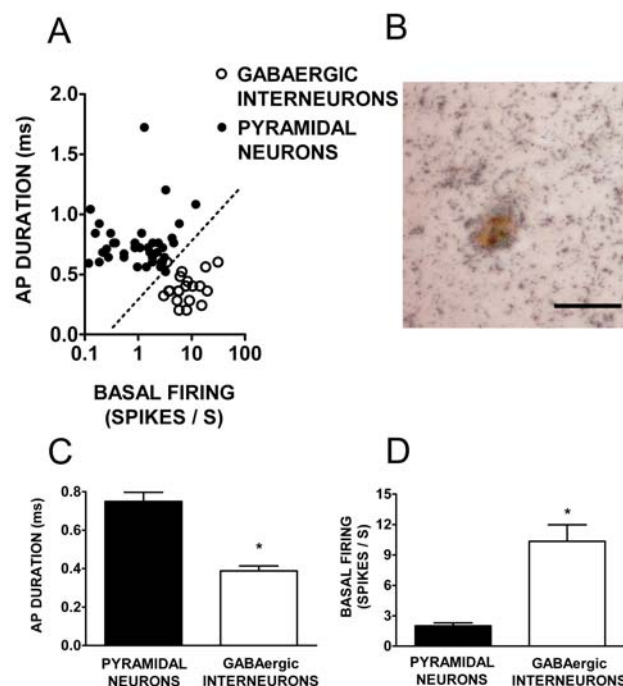 A
B
GABAERGIC
INTERNEURONS
PYRAMIDAL
NEURONS
AP DURATION (ms)
2.0
1.5
1.0
0.5
0.0
0.1
1
10
100
BASAL FIRING
(SPIKES / S)
C
D
AP DURATION (ms)
0.8
0.6
0.4
0.2
0.0
*
PYRAMIDAL
NEURONS
GABAergic
INTERNEURONS
BASAL FIRING
(SPIKES / S)
15
12
9
6
3
0
*
PYRAMIDAL
NEURONS
GABAergic
INTERNEURONS